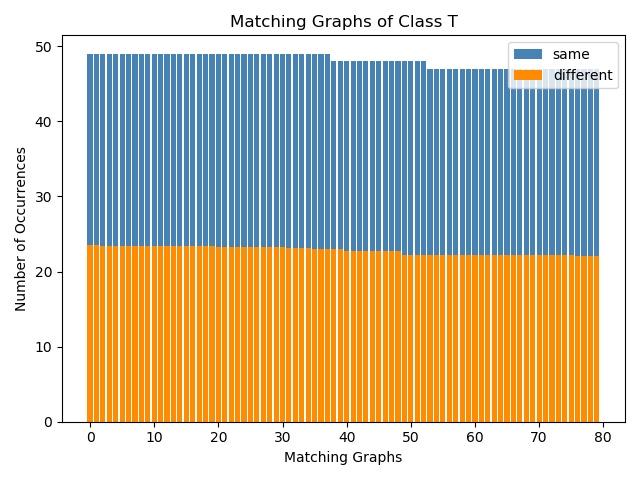 Matching Graphs of Class T
same
different
Number of Occurrences
50
40
30
20
10
0
0 10 20 30 40 50 60 70 80
Matching Graphs